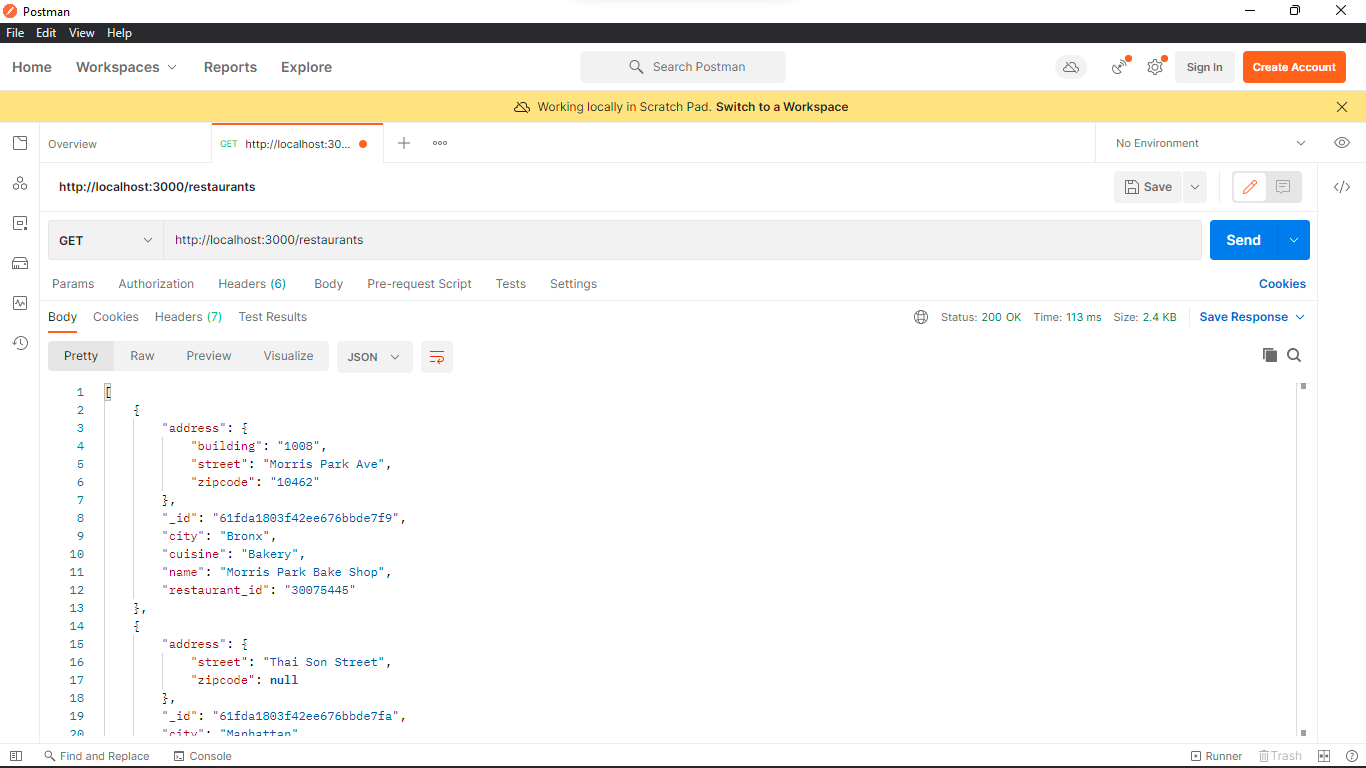 Postman
File Edit View Help
Home Workspaces Reports Explore Search Postman Sign In Create Account
Working locally in Scratch Pad. Switch to a Workspace
Overview GET http://localhost:30... No Environment
http://localhost:3000/restaurants Save
GET http://localhost:3000/restaurants Send
Params Authorization Headers (6) Body Pre-request Script Tests Settings Cookies
Body Cookies Headers (7) Test Results Status: 200 OK Time: 113 ms Size: 2.4 KB Save Response
Pretty Raw Preview Visualize JSON
1 [
2 {
3 "address": {
4 "building": "1008",
5 "street": "Morris Park Ave",
6 "zipcode": "10462"
7 },
8 "_id": "61fda1803f42ee676bbde7f9",
9 "city": "Bronx",
10 "cuisine": "Bakery",
11 "name": "Morris Park Bake Shop",
12 "restaurant_id": "30075445"
13 },
14 {
15 "address": {
16 "street": "Thai Son Street",
17 "zipcode": null
18 },
19 "_id": "61fda1803f42ee676bbde7fa",
20 "city": "Manhattan"
Find and Replace Console Runner Trash